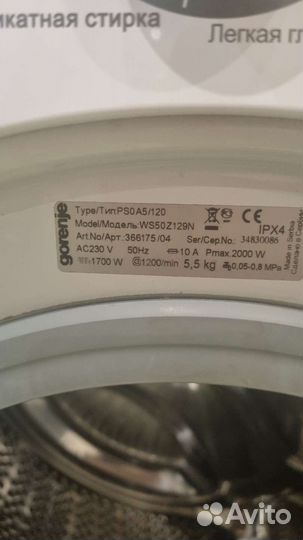 икатная стирка
Легкая гл
gorenje
Type/Тип:PS0A5/120
Model/Модель:WS50Z129N
Art.No/Арт.:366175/04 Ser/Сер.No.: 34830086
IPX4
AC230 V 50Hz 10 A Pmax.2000 W
1700 W @1200/min 5,5 kg 0,05-0,8 MPa
Made in Serbia
Сделано в Сербии
Avito